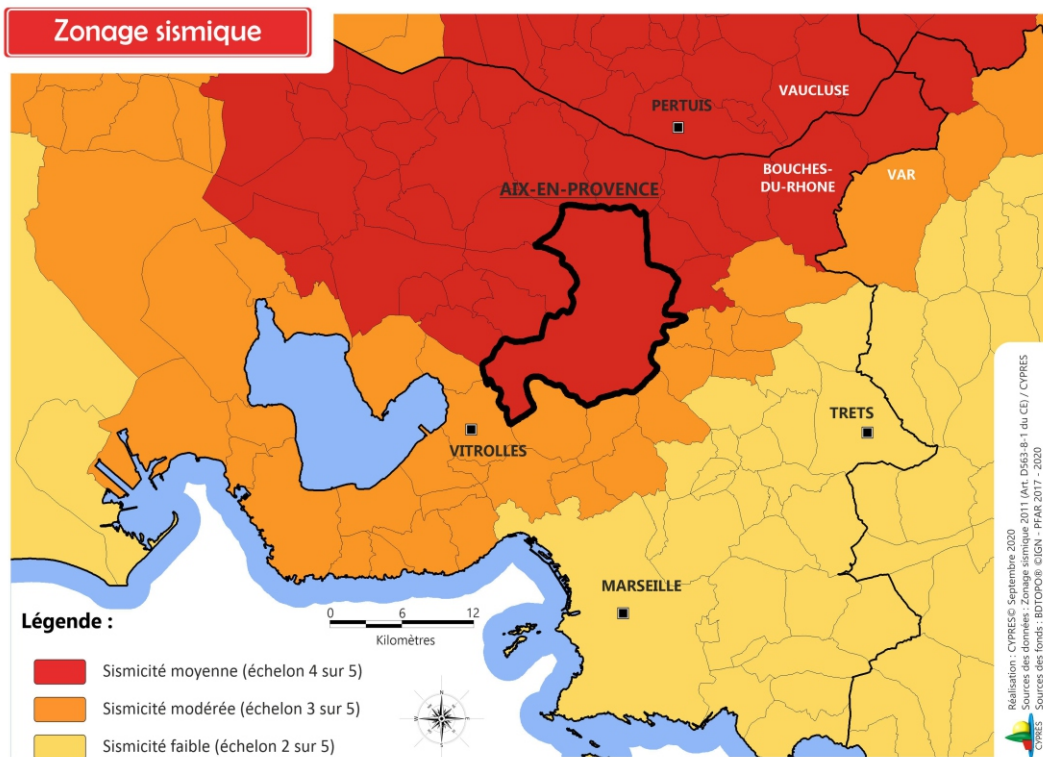 Zonage sismique
VAUCLUSE
PERTUIS
BOUCHES-
DU-RHONE
VAR
AIX-EN-PROVENCE
TRETS
VITROLLES
MARSEILLE
Légende :
0 6 12
Kilomètres
Sismicité moyenne (échelon 4 sur 5)
Sismicité modérée (échelon 3 sur 5)
Sismicité faible (échelon 2 sur 5)
N
Réalisation : CYPRES© Septembre 2020
Sources des données : Zonage sismique 2011 (Art. D563-8-1 du CE) / CYPRES
Sources des fonds : BDTOPO® ©IGN - PFAR 2017 - 2020
CYPRES